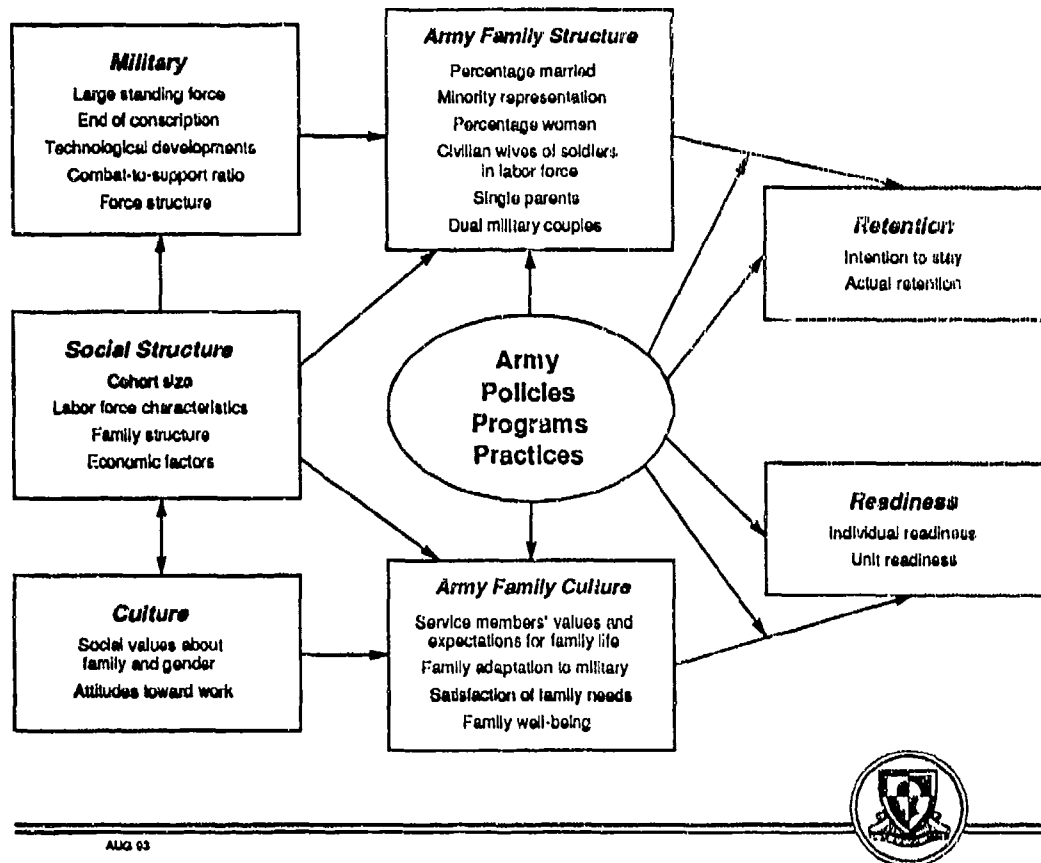 Military
Large standing force
End of conscription
Technological developments
Combat-to-support ratio
Force structure
Army Family Structure
Percentage married
Minority representation
Percentage women
Civilian wives of soldiers
in labor force
Single parents
Dual military couples
Retention
Intention to stay
Actual retention
Social Structure
Cohort size
Labor force characteristics
Family structure
Economic factors
Army
Policies
Programs
Practices
Readiness
Individual readiness
Unit readiness
Culture
Social values about
family and gender
Attitudes toward work
Army Family Culture
Service members' values and
expectations for family life
Family adaptation to military
Satisfaction of family needs
Family well-being
AUG 93